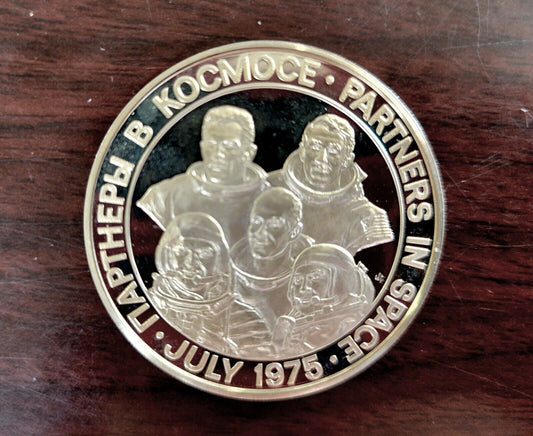 ПАРТНЕРЫ В КОСМОСЕ · PARTNERS IN SPACE
· JULY 1975 ·